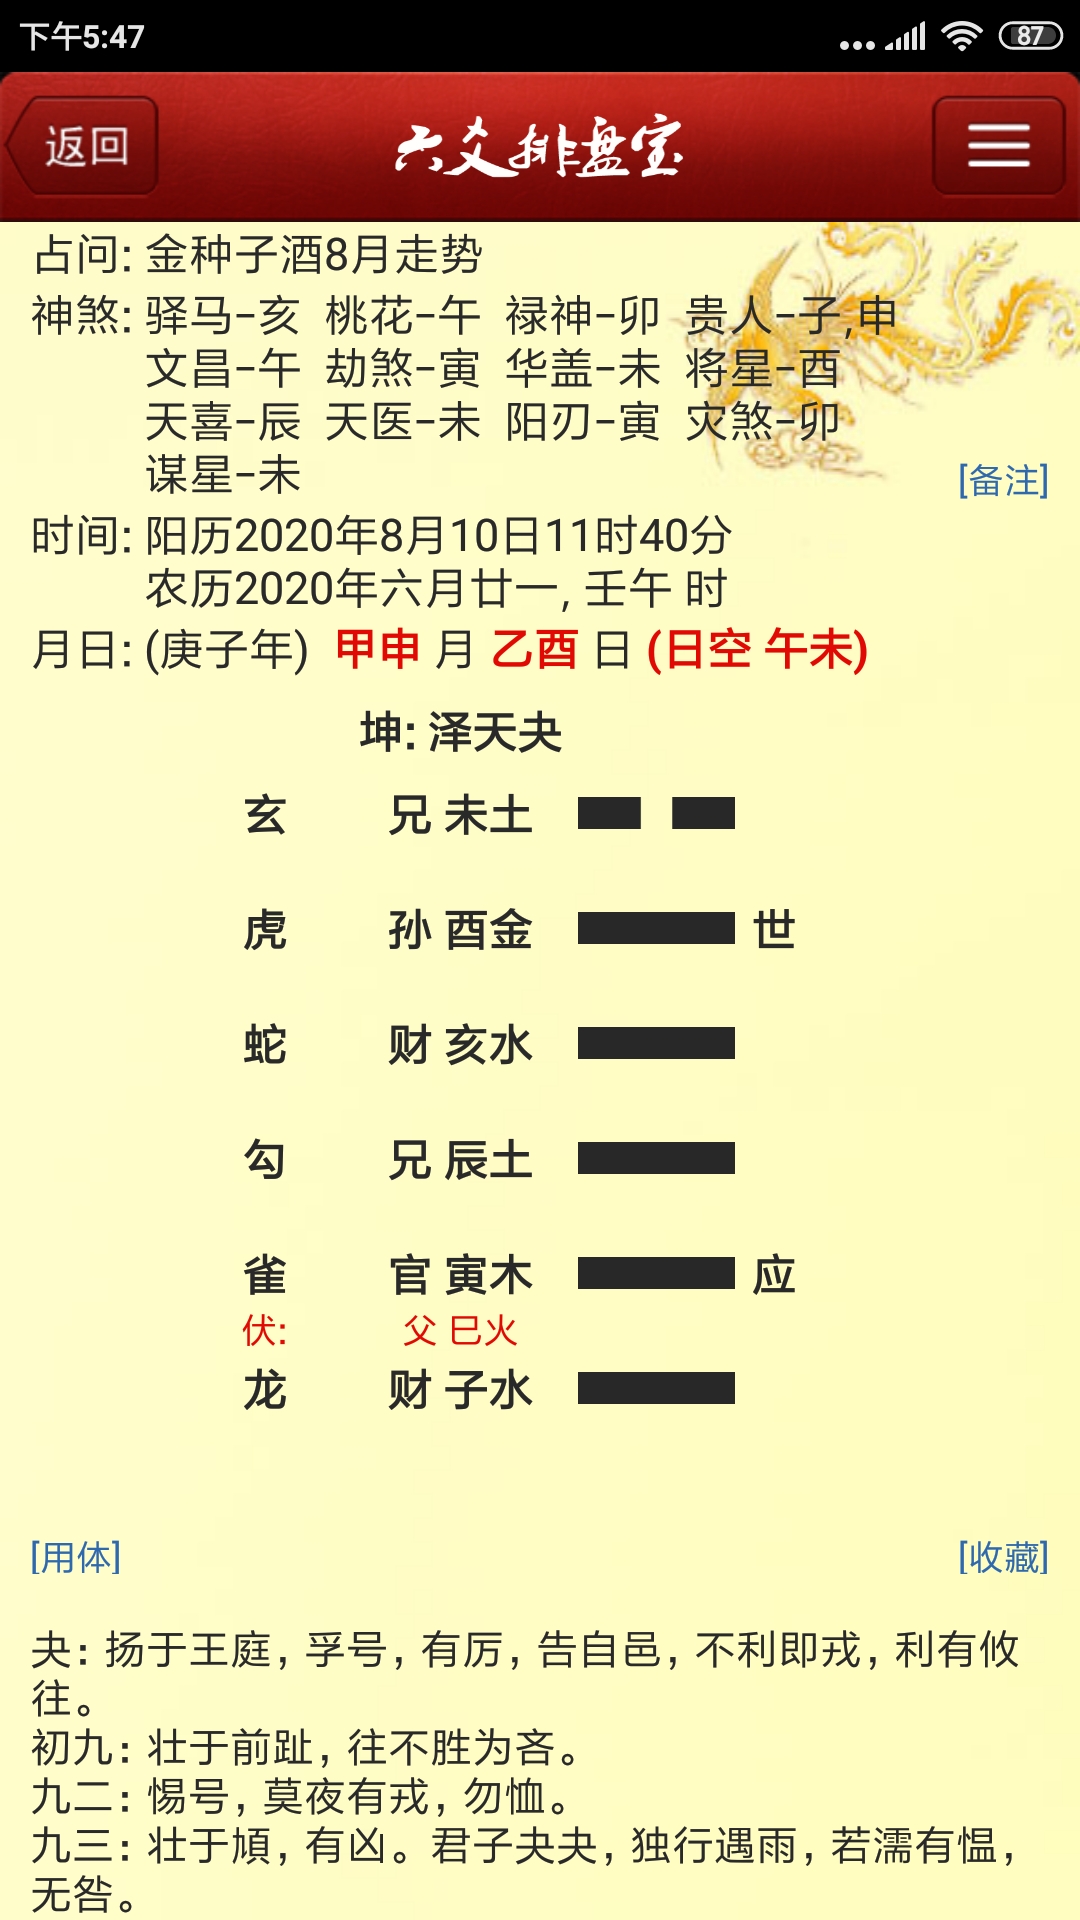 下午5:47
87
返回
六爻排盘宝
占问: 金种子酒8月走势
神煞: 驿马-亥 桃花-午 禄神-卯 贵人-子,申
文昌-午 劫煞-寅 华盖-未 将星-酉
天喜-辰 天医-未 阳刃-寅 灾煞-卯
谋星-未
[备注]
时间: 阳历2020年8月10日11时40分
农历2020年六月廿一, 壬午 时
月日: (庚子年) 甲申 月 乙酉 日 (日空 午未)
坤: 泽天夬
玄 兄 未土
虎 孙 酉金 世
蛇 财 亥水
勾 兄 辰土
雀 官 寅木 应
伏: 父 巳火
龙 财 子水
[用体] [收藏]
夬: 扬于王庭, 孚号, 有厉, 告自邑, 不利即戎, 利有攸
往。
初九: 壮于前趾, 往不胜为吝。
九二: 惕号, 莫夜有戎, 勿恤。
九三: 壮于頄, 有凶。君子夬夬, 独行遇雨, 若濡有愠,
无咎。